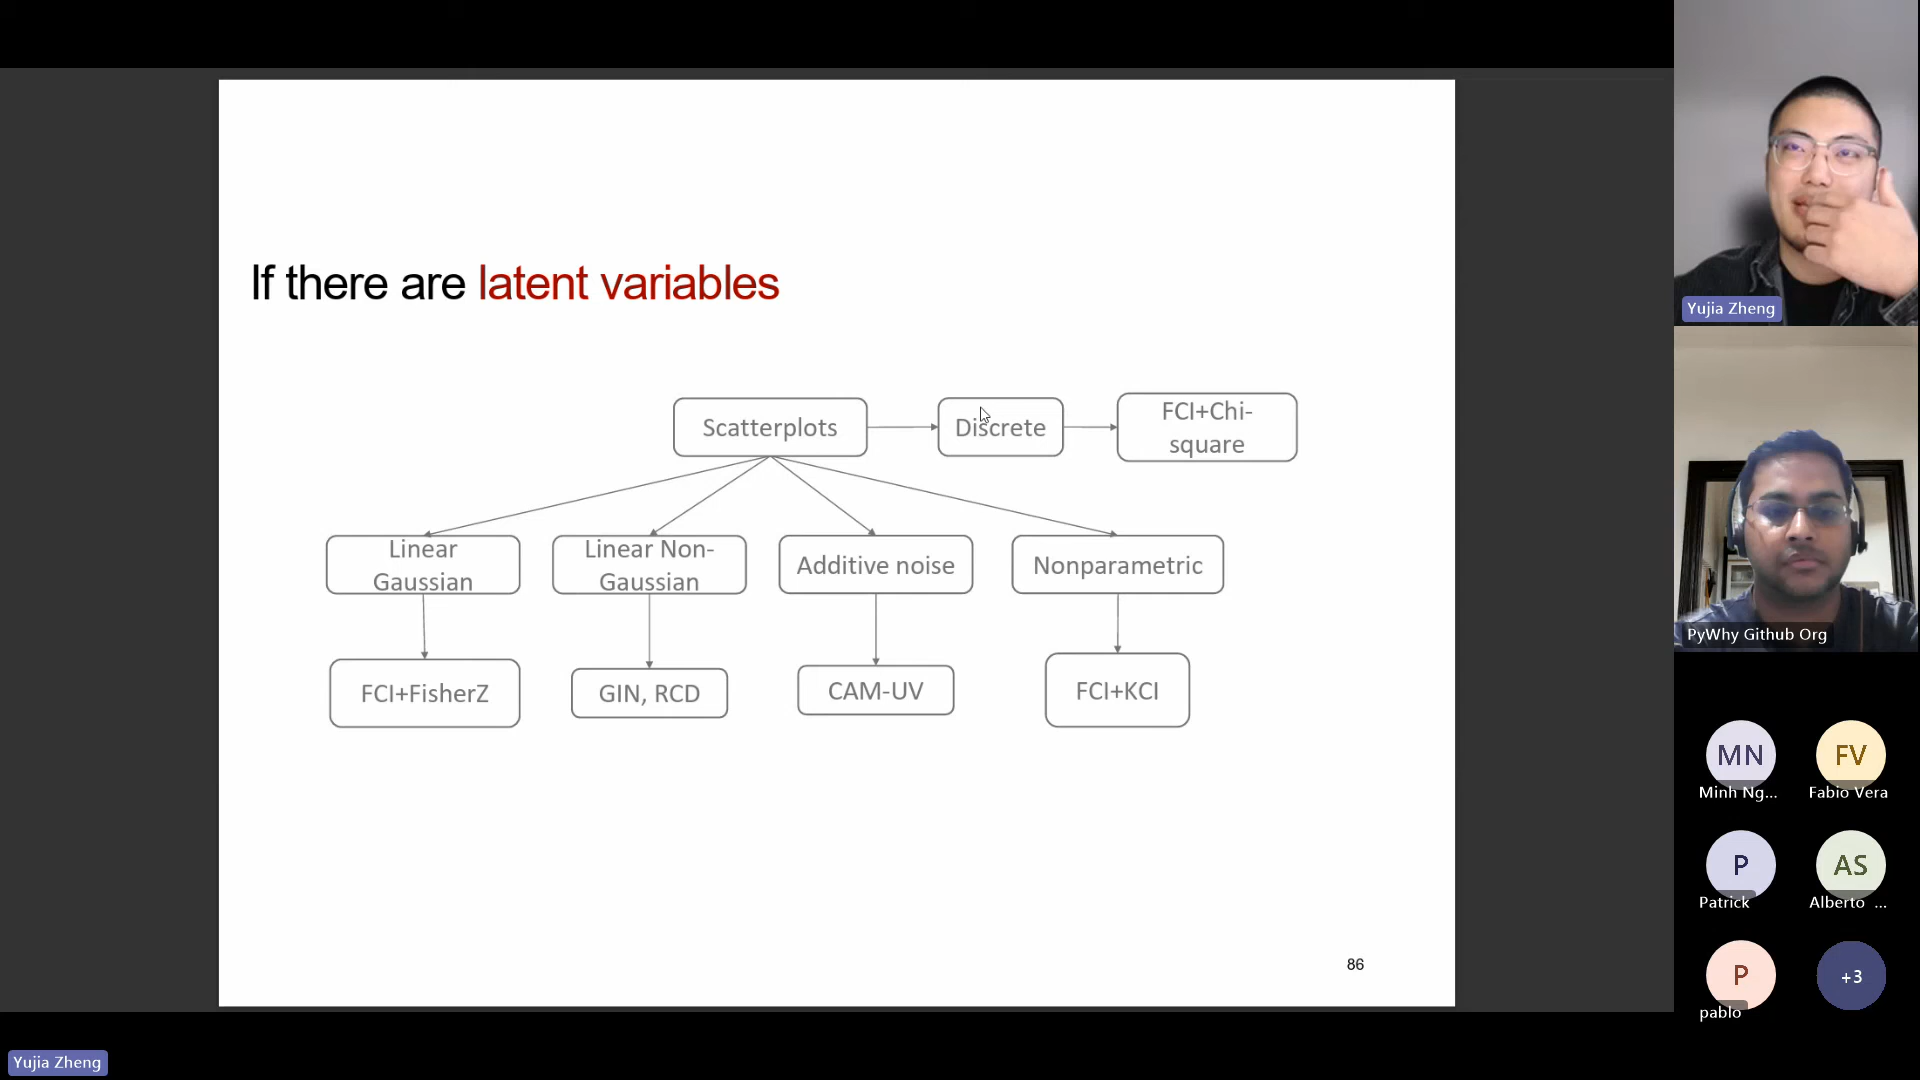 If there are latent variables
Scatterplots
Discrete
FCI+Chi-
square
Linear
Gaussian
Linear Non-
Gaussian
Additive noise
Nonparametric
FCI+FisherZ
GIN, RCD
CAM-UV
FCI+KCI
86
Yujia Zheng
PyWhy Github Org
MN
Minh Ng...
FV
Fabio Vera
P
Patrick
AS
Alberto ...
P
pablo
+3
Yujia Zheng